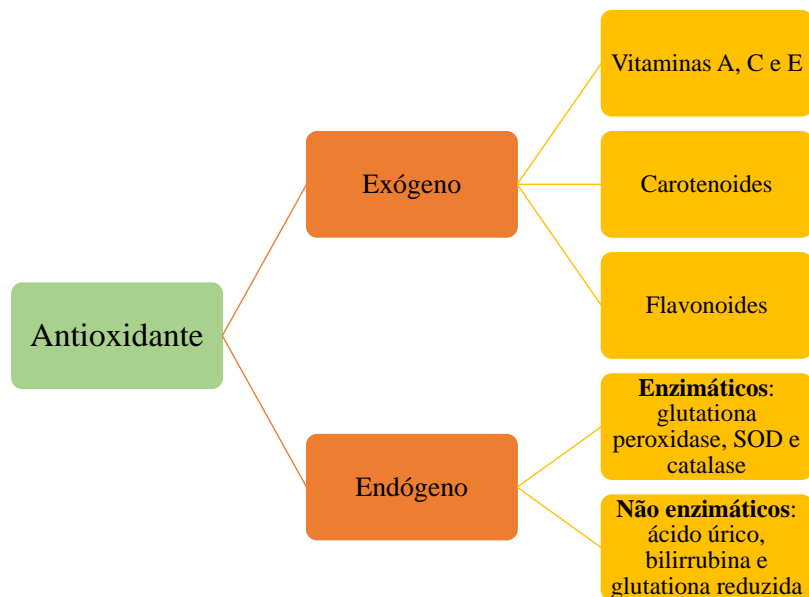 Antioxidante
Exógeno
Vitaminas A, C e E
Carotenoides
Flavonoides
Endógeno
Enzimáticos:
glutationa
peroxidase, SOD e
catalase
Não enzimáticos:
ácido úrico,
bilirrubina e
glutationa reduzida